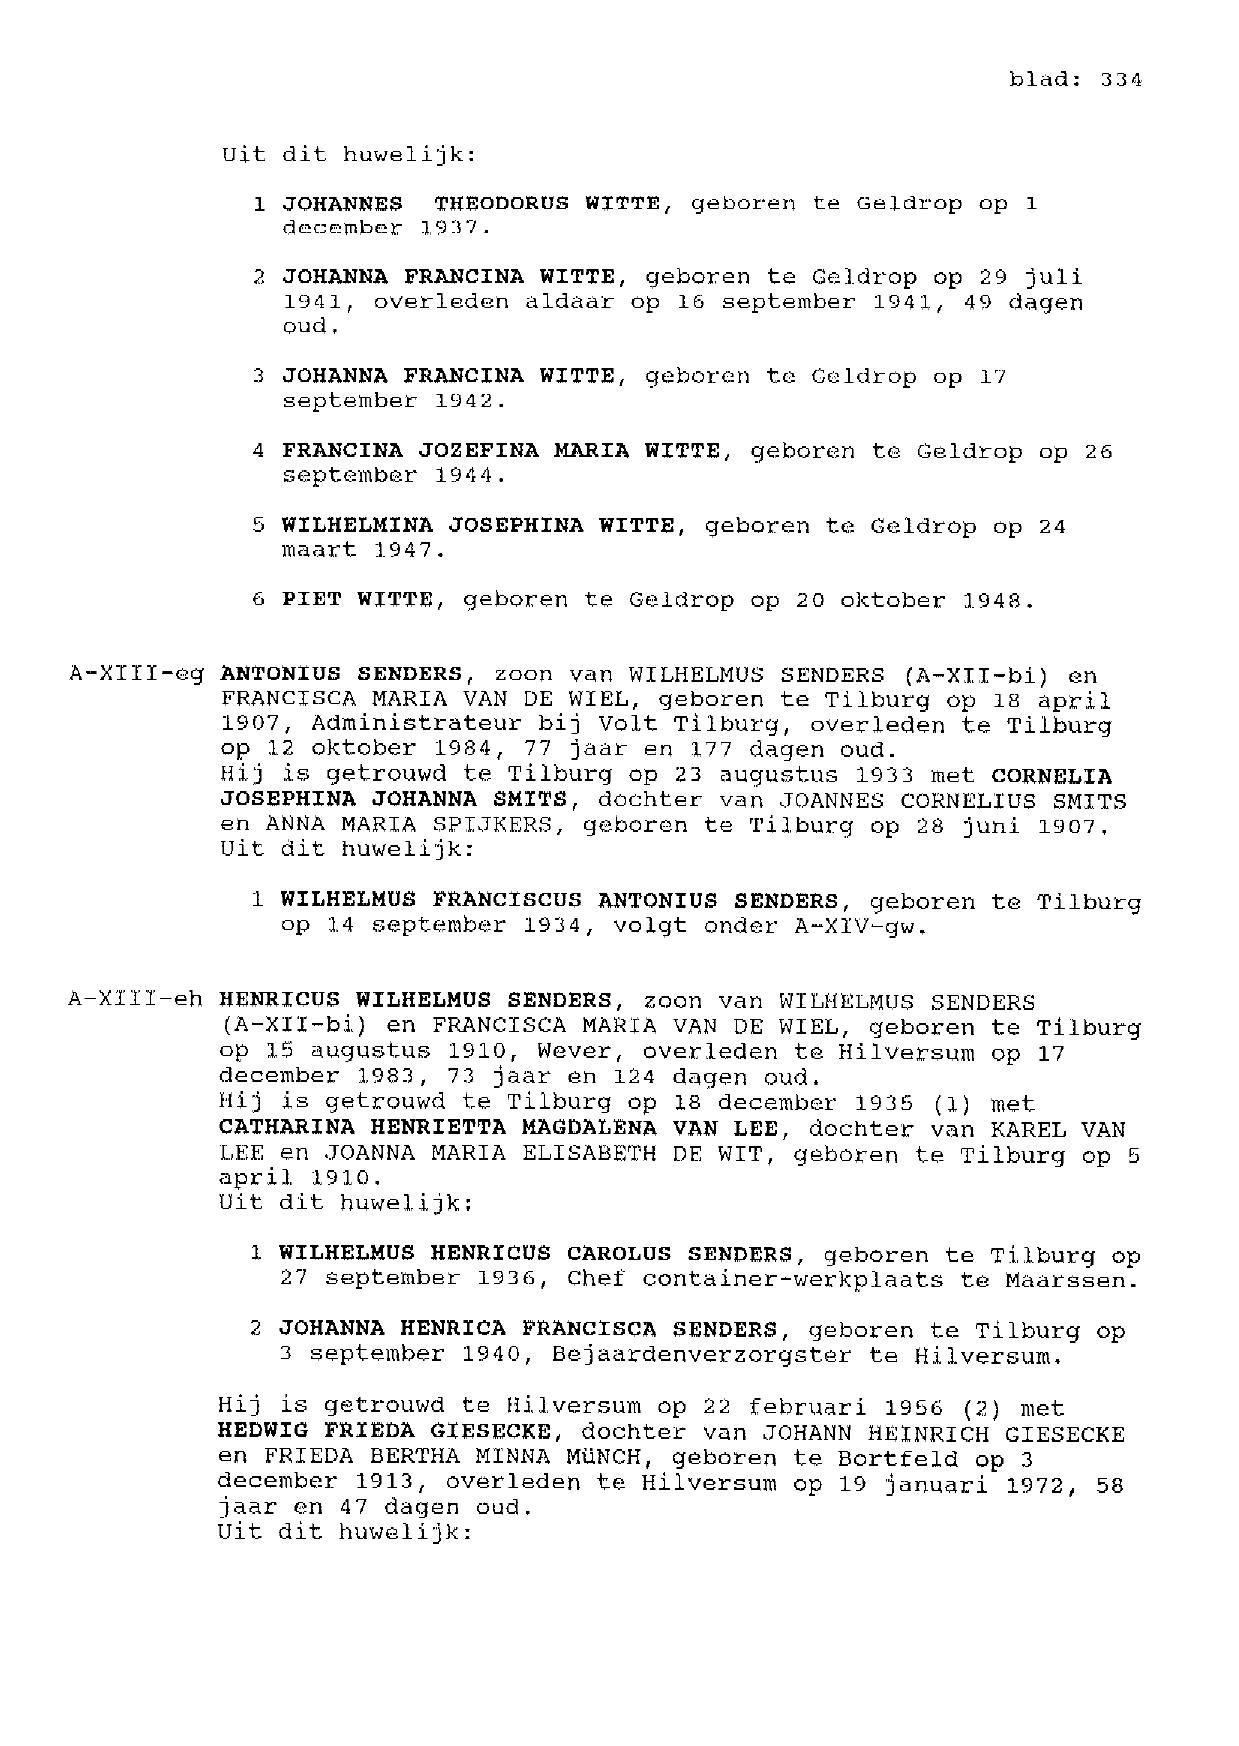 blad: 334
Uit dit huwelijk:
1 JOHANNES THEODORUS WITTE, geboren te Geldrop op 1
december 1937.
2 JOHANNA FRANCINA WITTE, geboren te Geldrop op 29 juli
1941, overleden aldaar op 16 september 1941, 49 dagen
oud.
3 JOHANNA FRANCINA WITTE, geboren te Geldrop op 17
september 1942.
4 FRANCINA JOZEFINA MARIA WITTE, geboren te Geldrop op 26
september 1944.
5 WILHELMINA JOSEPHINA WITTE, geboren te Geldrop op 24
maart 1947.
6 PIET WITTE, geboren te Geldrop op 20 oktober 1948.
A-XIII-eg ANTONIUS SENDERS, zoon van WILHELMUS SENDERS (A-XII-bi) en
FRANCISCA MARIA VAN DE WIEL, geboren te Tilburg op 18 april
1907, Administrateur bij Volt Tilburg, overleden te Tilburg
op 12 oktober 1984, 77 jaar en 177 dagen oud.
Hij is getrouwd te Tilburg op 23 augustus 1933 met CORNELIA
JOSEPHINA JOHANNA SMITS, dochter van JOANNES CORNELIUS SMITS
en ANNA MARIA SPIJKERS, geboren te Tilburg op 28 juni 1907.
Uit dit huwelijk:
1 WILHELMUS FRANCISCUS ANTONIUS SENDERS, geboren te Tilburg
op 14 september 1934, volgt onder A-XIV-gw.
A-XIII-eh HENRICUS WILHELMUS SENDERS, zoon van WILHELMUS SENDERS
(A-XII-bi) en FRANCISCA MARIA VAN DE WIEL, geboren te Tilburg
op 15 augustus 1910, Wever, overleden te Hilversum op 17
december 1983, 73 jaar en 124 dagen oud.
Hij is getrouwd te Tilburg op 18 december 1935 (1) met
CATHARINA HENRIETTA MAGDALENA VAN LEE, dochter van KAREL VAN
LEE en JOANNA MARIA ELISABETH DE WIT, geboren te Tilburg op 5
april 1910.
Uit dit huwelijk:
1 WILHELMUS HENRICUS CAROLUS SENDERS, geboren te Tilburg op
27 september 1936, Chef container-werkplaats te Maarssen.
2 JOHANNA HENRICA FRANCISCA SENDERS, geboren te Tilburg op
3 september 1940, Bejaardenverzorgster te Hilversum.
Hij is getrouwd te Hilversum op 22 februari 1956 (2) met
HEDWIG FRIEDA GIESECKE, dochter van JOHANN HEINRICH GIESECKE
en FRIEDA BERTHA MINNA MüNCH, geboren te Bortfeld op 3
december 1913, overleden te Hilversum op 19 januari 1972, 58
jaar en 47 dagen oud.
Uit dit huwelijk: